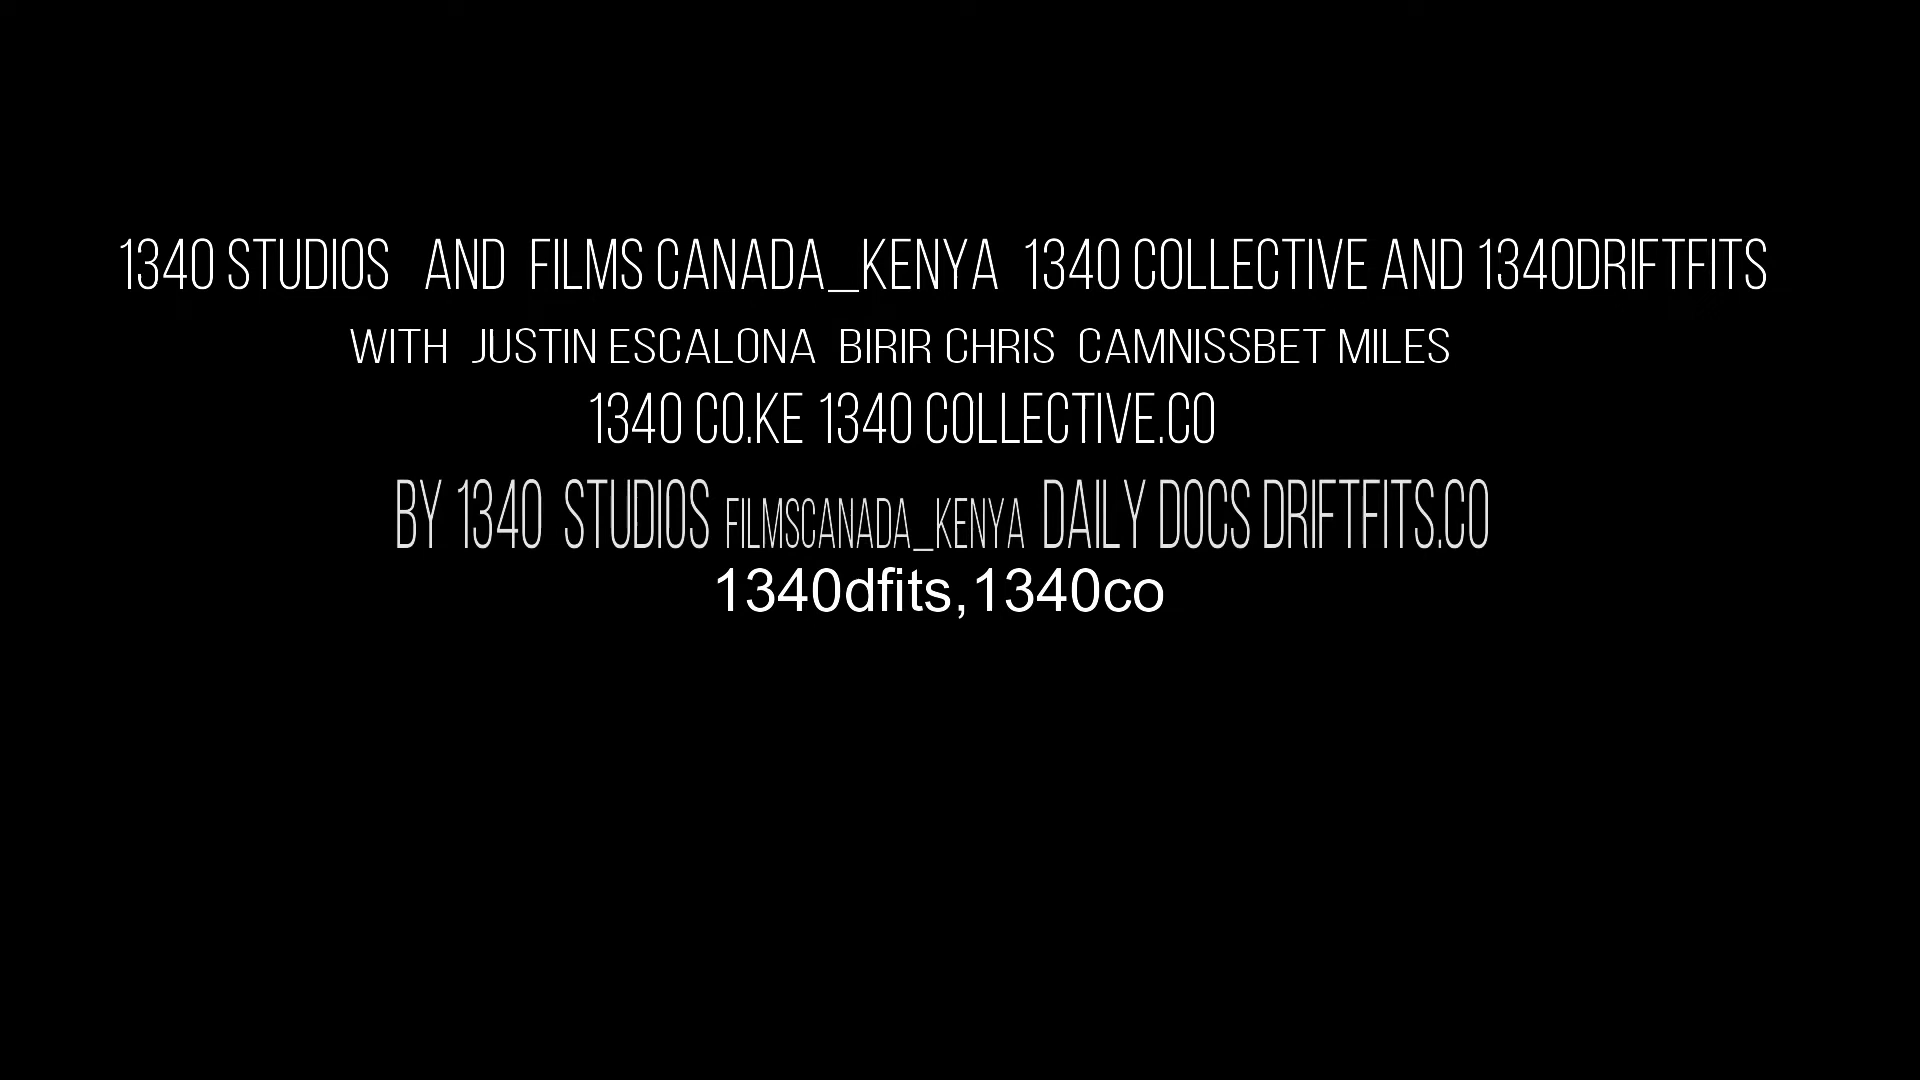 1340 STUDIOS AND FILMS CANADA_KENYA 1340 COLLECTIVE AND 1340DRIFTFITS
WITH JUSTIN ESCALONA BIRIR CHRIS CAMNISSBET MILES
1340 CO.KE 1340 COLLECTIVE.CO
BY 1340 STUDIOS FILMSCANADA_KENYA DAILY DOCS DRIFTFITS.CO
1340dfits,1340co